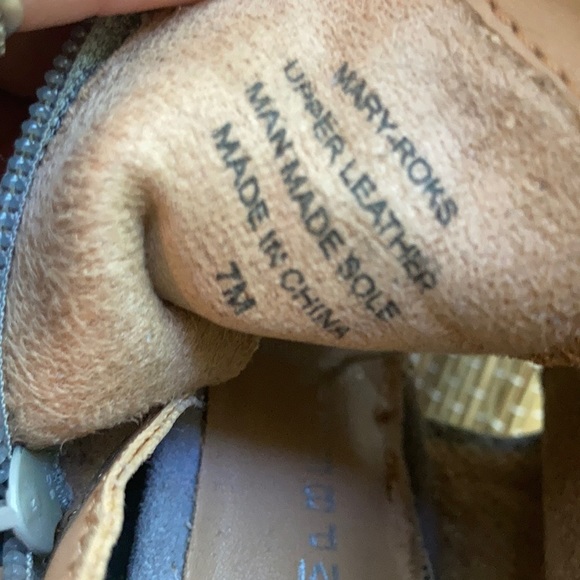 MARY-ROKS
UPPER LEATHER
MAN MADE SOLE
MADE IN CHINA
7M